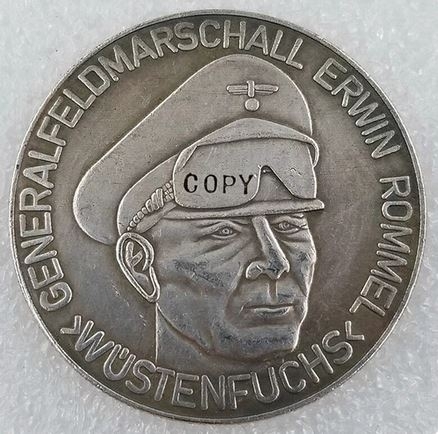 GENERALFELDMARSCHALL ERWIN ROMMEL
>WÜSTENFUCHS<
COPY